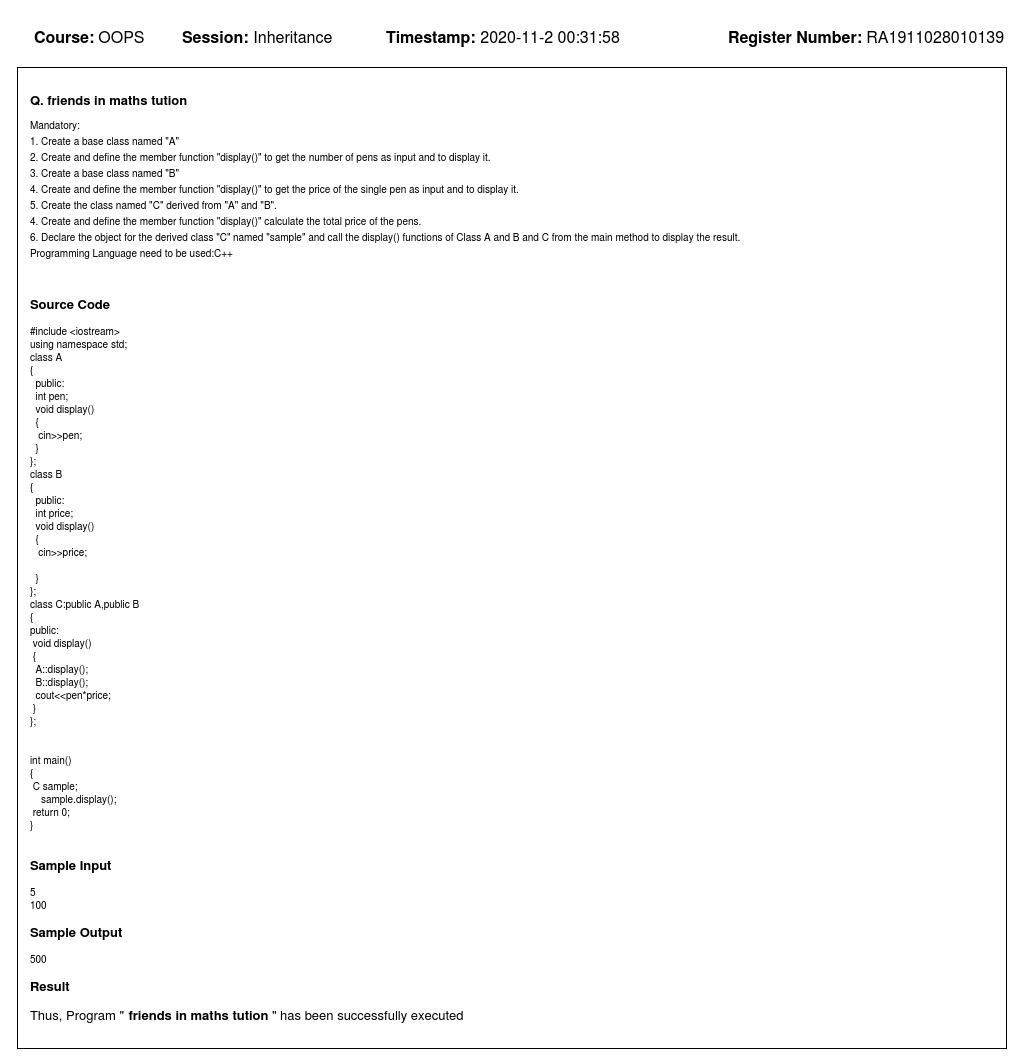 Course: OOPS Session: Inheritance Timestamp: 2020-11-2 00:31:58 Register Number: RA1911028010139
Q. friends in maths tution
Mandatory:
1. Create a base class named "A"
2. Create and define the member function "display()" to get the number of pens as input and to display it.
3. Create a base class named "B"
4. Create and define the member function "display()" to get the price of the single pen as input and to display it.
5. Create the class named "C" derived from "A" and "B".
4. Create and define the member function "display()" calculate the total price of the pens.
6. Declare the object for the derived class "C" named "sample" and call the display() functions of Class A and B and C from the main method to display the result.
Programming Language need to be used:C++
Source Code
#include <iostream>
using namespace std;
class A
{
  public:
  int pen;
  void display()
  {
   cin>>pen;
  }
};
class B
{
  public:
  int price;
  void display()
  {
   cin>>price;

  }
};
class C:public A,public B
{
public:
 void display()
 {
  A::display();
  B::display();
  cout<<pen*price;
 }
};

int main()
{
 C sample;
    sample.display();
 return 0;
}
Sample Input
5
100
Sample Output
500
Result
Thus, Program " friends in maths tution " has been successfully executed